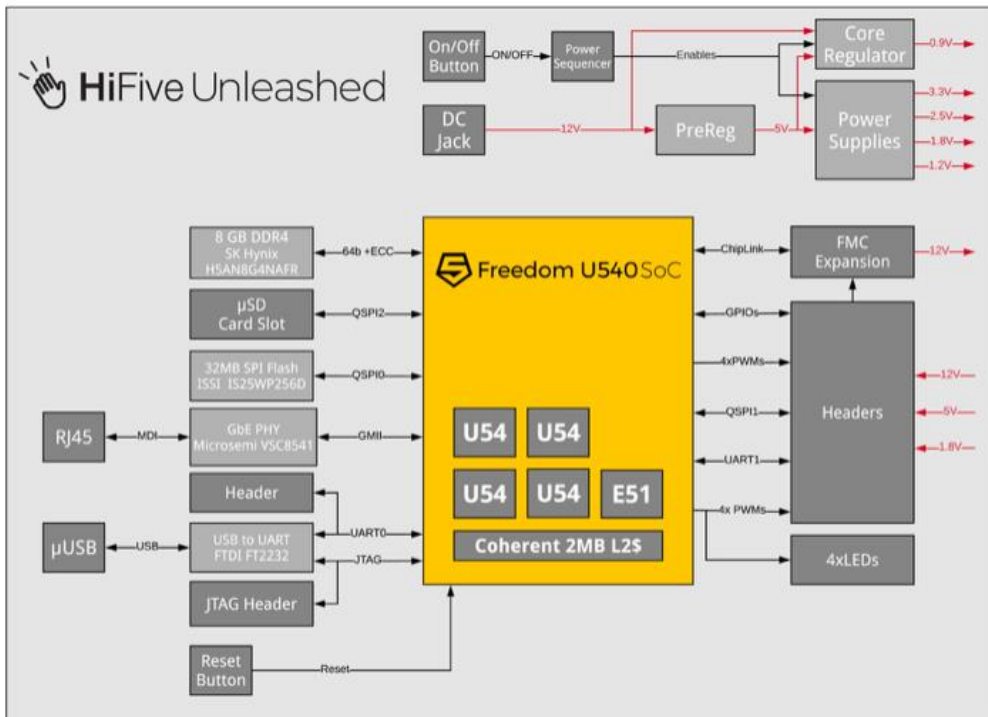 HiFive Unleashed
On/Off
Button
ON/OFF
Power
Sequencer
Enables
Core
Regulator
0.9V
DC
Jack
12V
PreReg
5V
Power
Supplies
3.3V
2.5V
1.8V
1.2V
8 GB DDR4
SK Hynix
H5AN8G4NAFR
64b +ECC
µSD
Card Slot
QSPI2
32MB SPI Flash
ISSI IS25WP256D
QSPI0
RJ45
MDI
GbE PHY
Microsemi VSC8541
GMII
Header
µUSB
USB
USB to UART
FTDI FT2232
UART0
JTAG
JTAG Header
Reset
Button
Reset
Freedom U540 SoC
U54
U54
U54
U54
E51
Coherent 2MB L2$
ChipLink
FMC
Expansion
12V
GPIOs
4xPWMs
QSPI1
UART1
4x PWMs
Headers
12V
5V
1.8V
4xLEDs